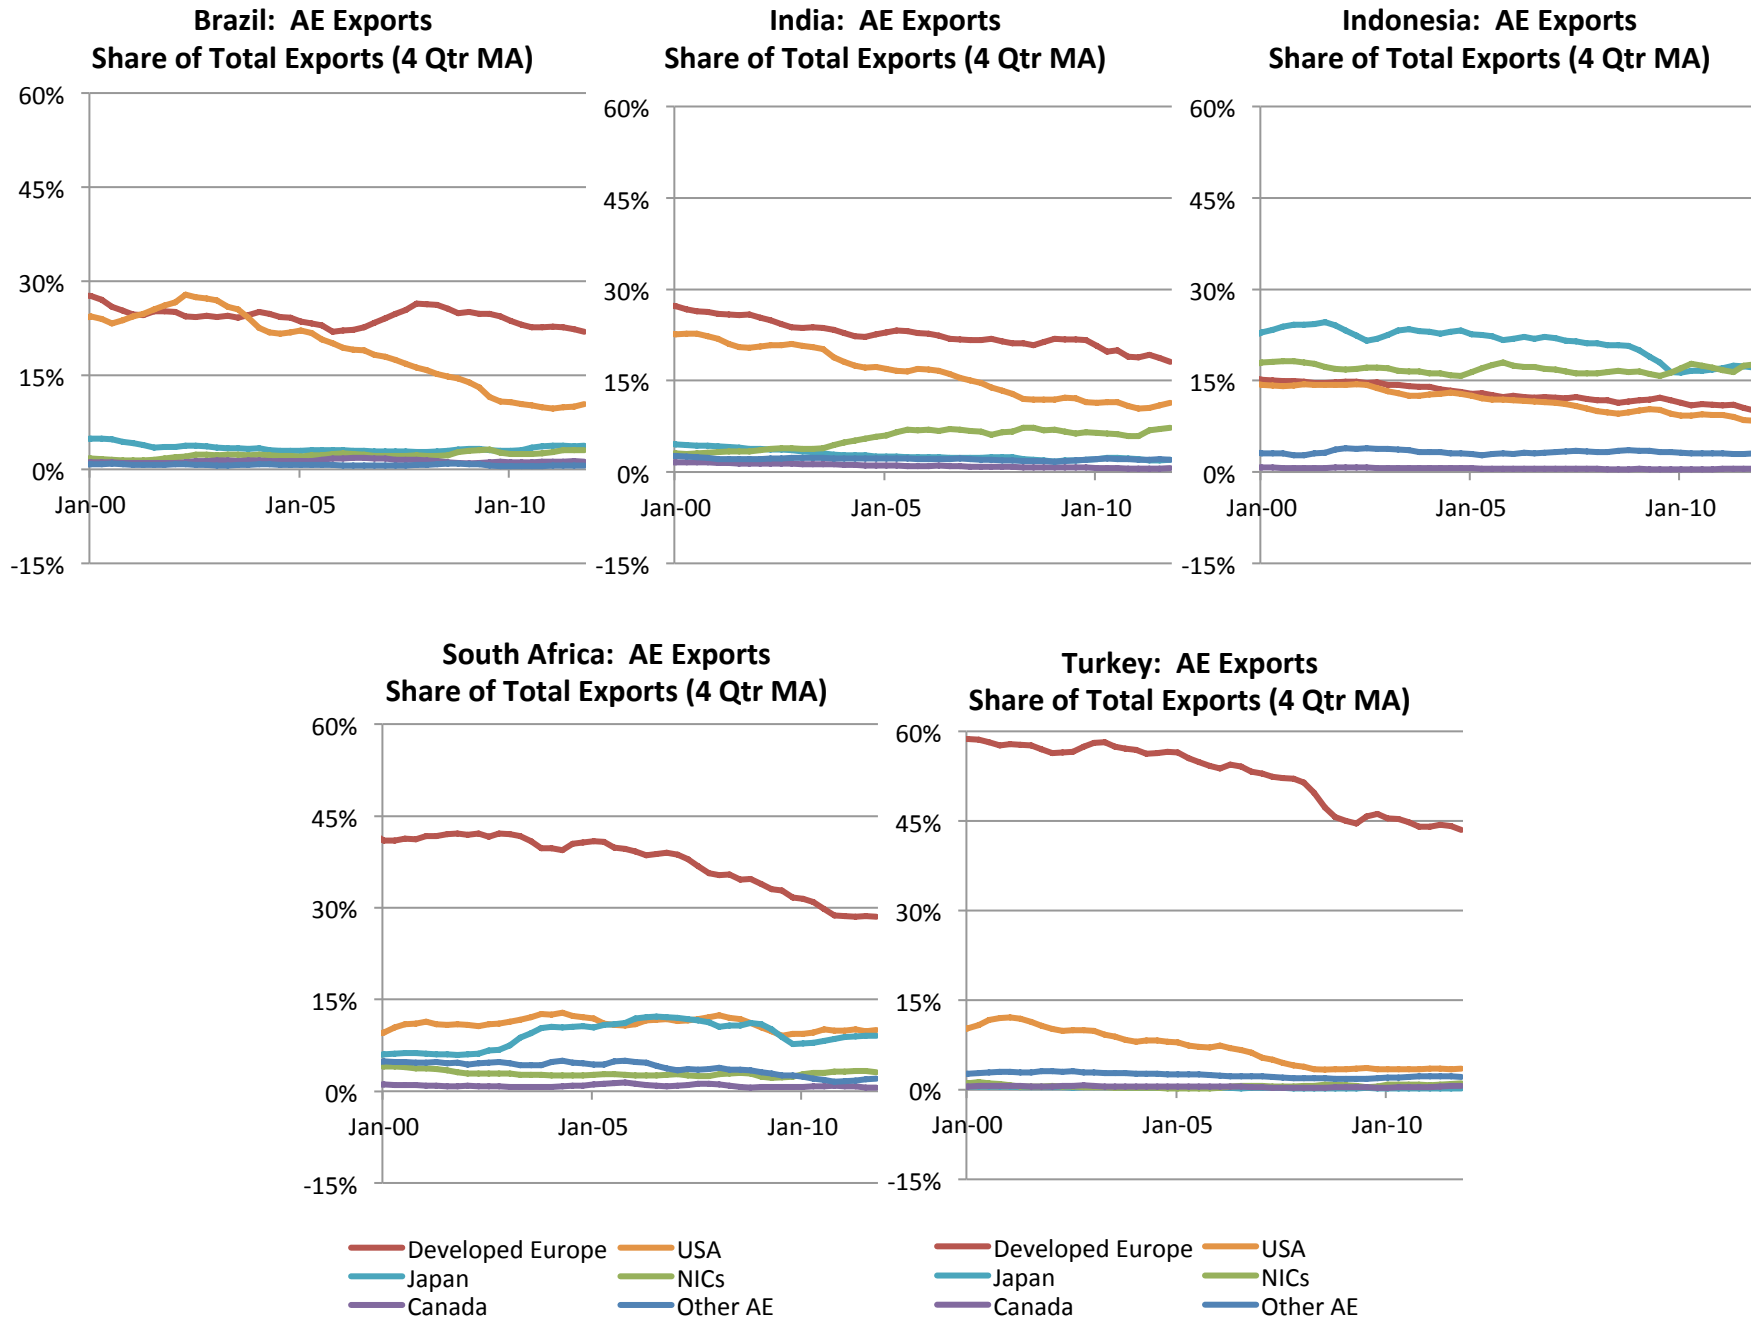 Brazil: AE Exports
Share of Total Exports (4 Qtr MA)
60%
45%
30%
15%
0%
-15%
Jan-00 Jan-05 Jan-10
India: AE Exports
Share of Total Exports (4 Qtr MA)
60%
45%
30%
15%
0%
-15%
Jan-00 Jan-05 Jan-10
Indonesia: AE Exports
Share of Total Exports (4 Qtr MA)
60%
45%
30%
15%
0%
-15%
Jan-00 Jan-05 Jan-10
South Africa: AE Exports
Share of Total Exports (4 Qtr MA)
60%
45%
30%
15%
0%
-15%
Jan-00 Jan-05 Jan-10
Developed Europe USA
Japan NICs
Canada Other AE
Turkey: AE Exports
Share of Total Exports (4 Qtr MA)
60%
45%
30%
15%
0%
-15%
Jan-00 Jan-05 Jan-10
Developed Europe USA
Japan NICs
Canada Other AE